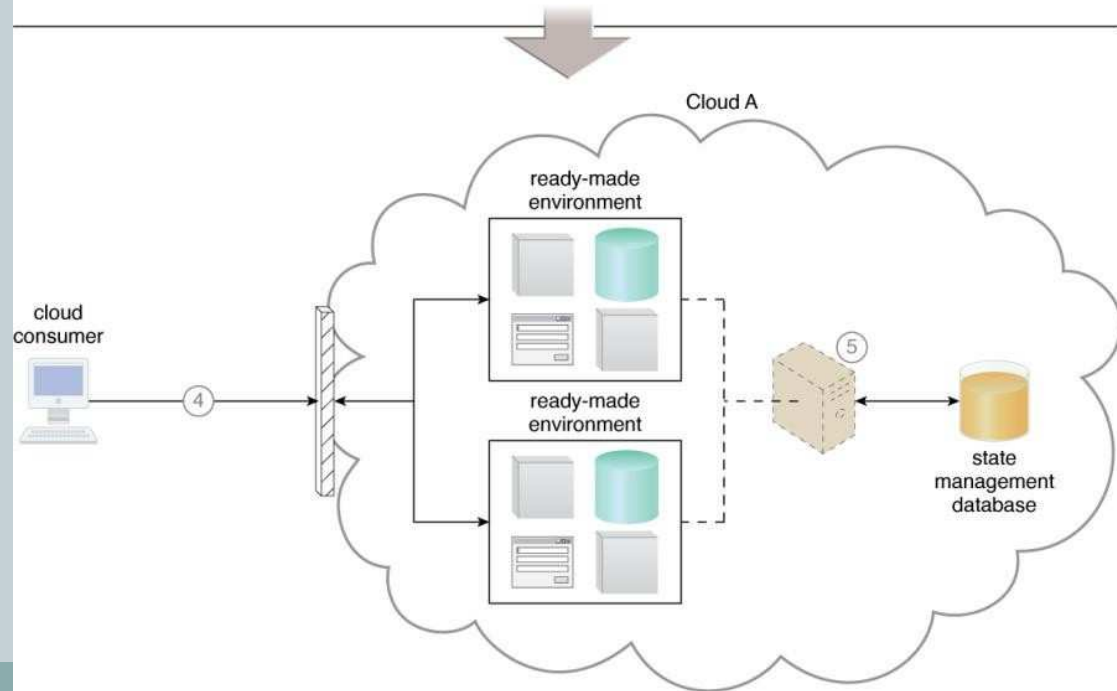 Cloud A
ready-made
environment
cloud
consumer
4
5
ready-made
environment
state
management
database